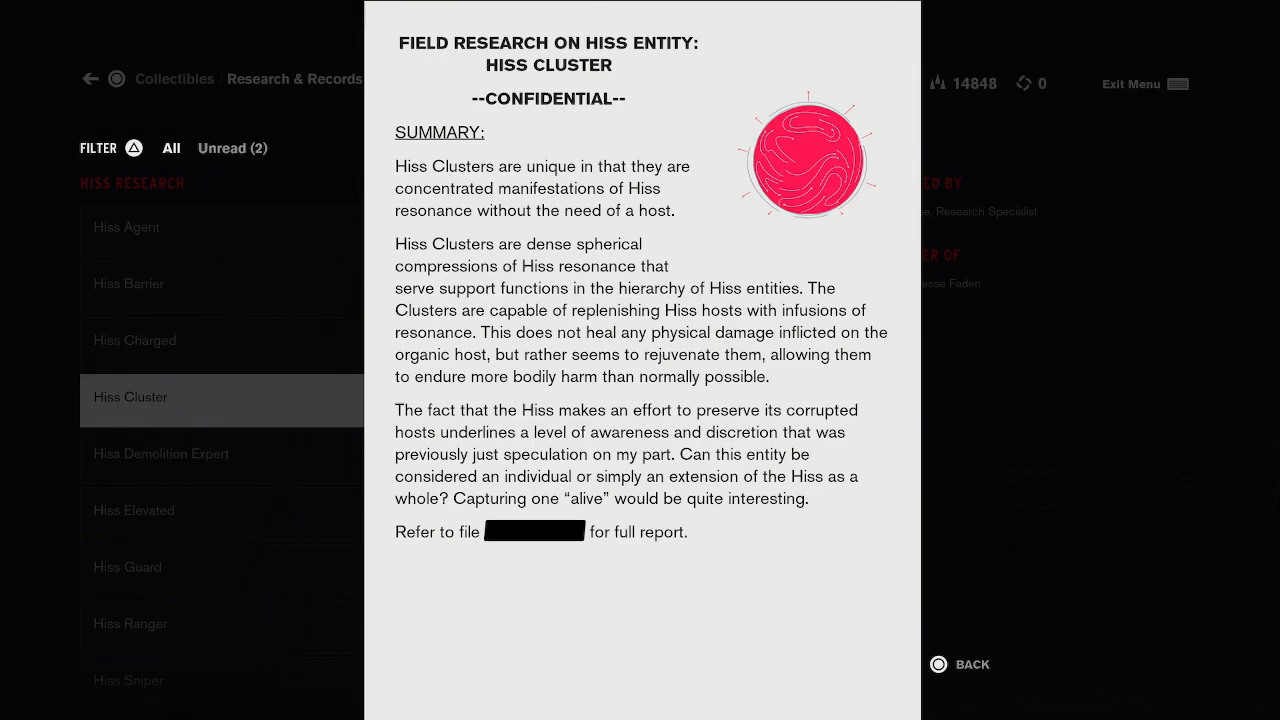 FIELD RESEARCH ON HISS ENTITY:
HISS CLUSTER
--CONFIDENTIAL--
SUMMARY:
Hiss Clusters are unique in that they are
concentrated manifestations of Hiss
resonance without the need of a host.
Hiss Clusters are dense spherical
compressions of Hiss resonance that
serve support functions in the hierarchy of Hiss entities. The
Clusters are capable of replenishing Hiss hosts with infusions of
resonance. This does not heal any physical damage inflicted on the
organic host, but rather seems to rejuvenate them, allowing them
to endure more bodily harm than normally possible.
The fact that the Hiss makes an effort to preserve its corrupted
hosts underlines a level of awareness and discretion that was
previously just speculation on my part. Can this entity be
considered an individual or simply an extension of the Hiss as a
whole? Capturing one “alive” would be quite interesting.
Refer to file for full report.
Collectibles / Research & Records
14848 0 Exit Menu
FILTER All Unread (2)
HISS RESEARCH
Hiss Agent
Hiss Barrier
Hiss Charged
Hiss Cluster
Hiss Demolition Expert
Hiss Elevated
Hiss Guard
Hiss Ranger
Hiss Sniper
BY
Research Specialist
OF
Faden
BACK